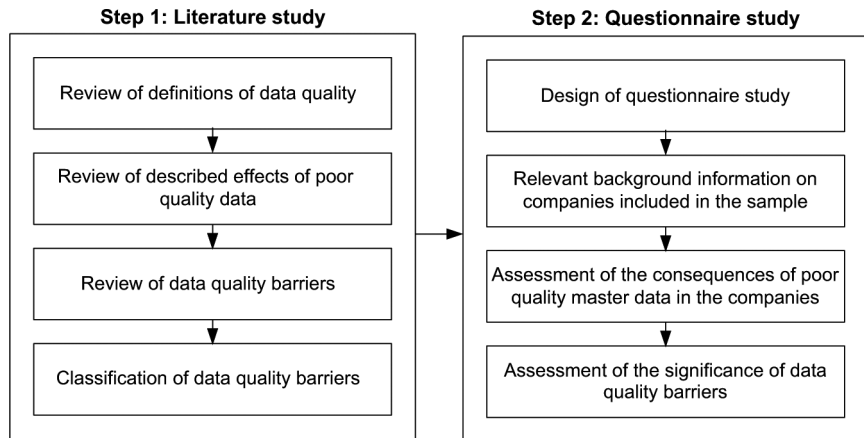 Step 1: Literature study
Review of definitions of data quality
Review of described effects of poor
quality data
Review of data quality barriers
Classification of data quality barriers
Step 2: Questionnaire study
Design of questionnaire study
Relevant background information on
companies included in the sample
Assessment of the consequences of poor
quality master data in the companies
Assessment of the significance of data
quality barriers